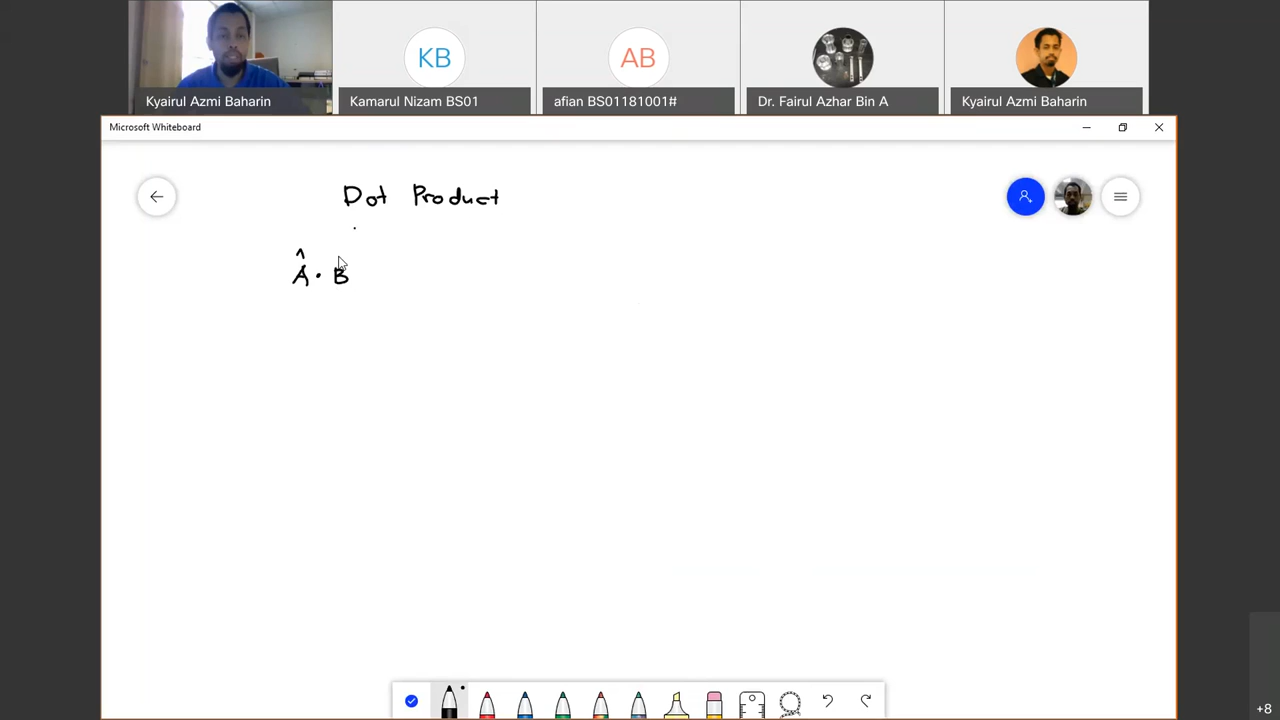 Kyairul Azmi Baharin
KB
Kamarul Nizam BS01
AB
afian BS01181001#
Dr. Fairul Azhar Bin A
Kyairul Azmi Baharin
Microsoft Whiteboard
Dot Product
Â · B
+8